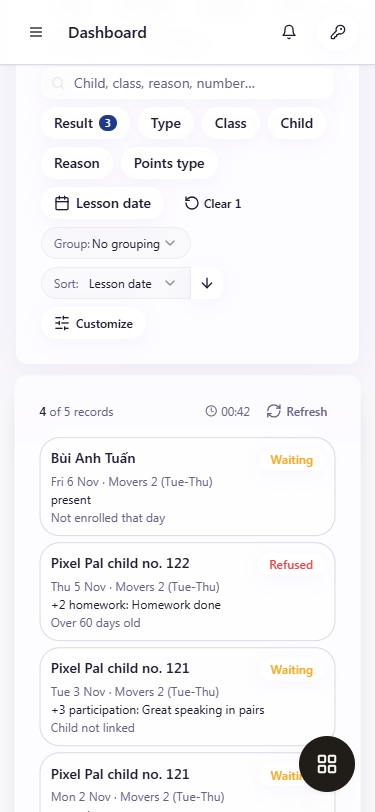 Dashboard
Child, class, reason, number...
Result 3 Type Class Child
Reason Points type
Lesson date Clear 1
Group: No grouping
Sort: Lesson date
Customize
4 of 5 records 00:42 Refresh
Bùi Anh Tuấn Waiting
Fri 6 Nov · Movers 2 (Tue-Thu)
present
Not enrolled that day
Pixel Pal child no. 122 Refused
Thu 5 Nov · Movers 2 (Tue-Thu)
+2 homework: Homework done
Over 60 days old
Pixel Pal child no. 121 Waiting
Tue 3 Nov · Movers 2 (Tue-Thu)
+3 participation: Great speaking in pairs
Child not linked
Pixel Pal child no. 121
Mon 2 Nov · Movers 2 (Tue-Thu)